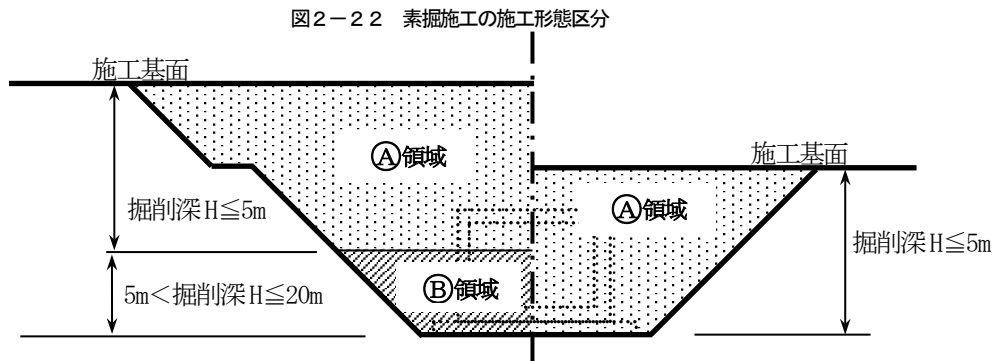 図2-22 素掘施工の施工形態区分
施工基面
Ⓐ領域
施工基面
掘削深H≦5m
Ⓐ領域
掘削深H≦5m
5m<掘削深H≦20m
Ⓑ領域